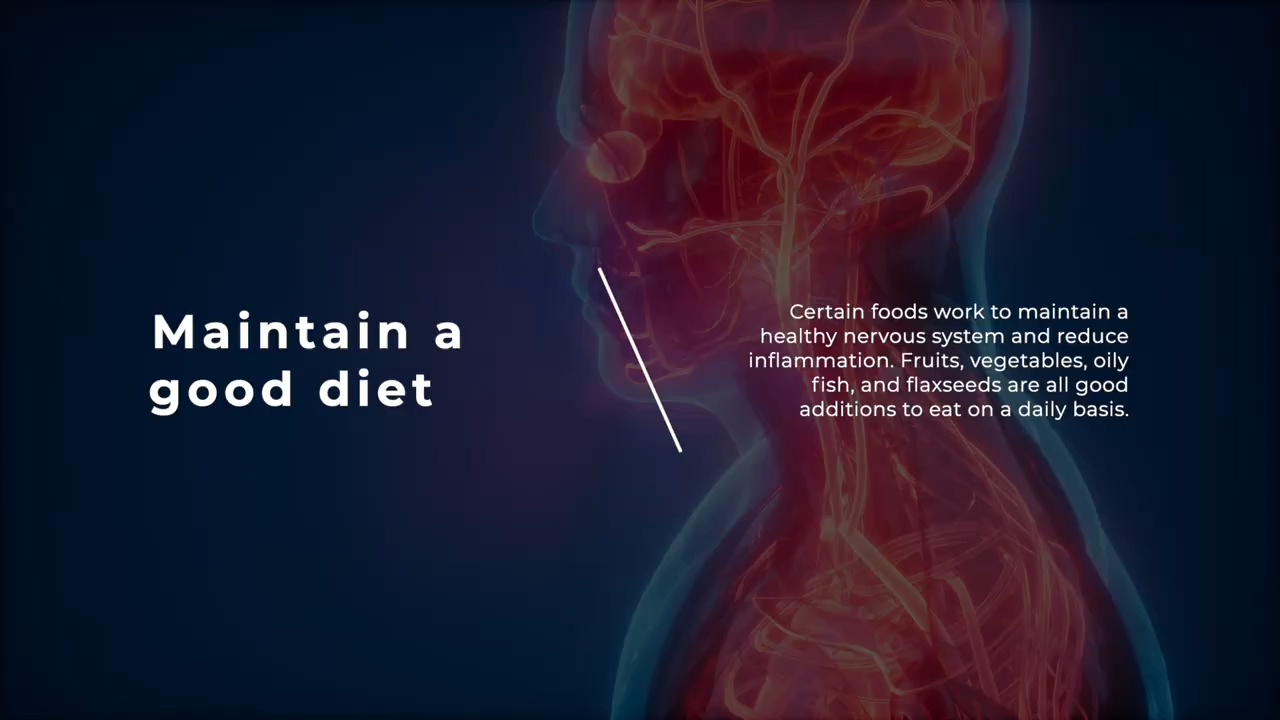 Maintain a
good diet
Certain foods work to maintain a
healthy nervous system and reduce
inflammation. Fruits, vegetables, oily
fish, and flaxseeds are all good
additions to eat on a daily basis.